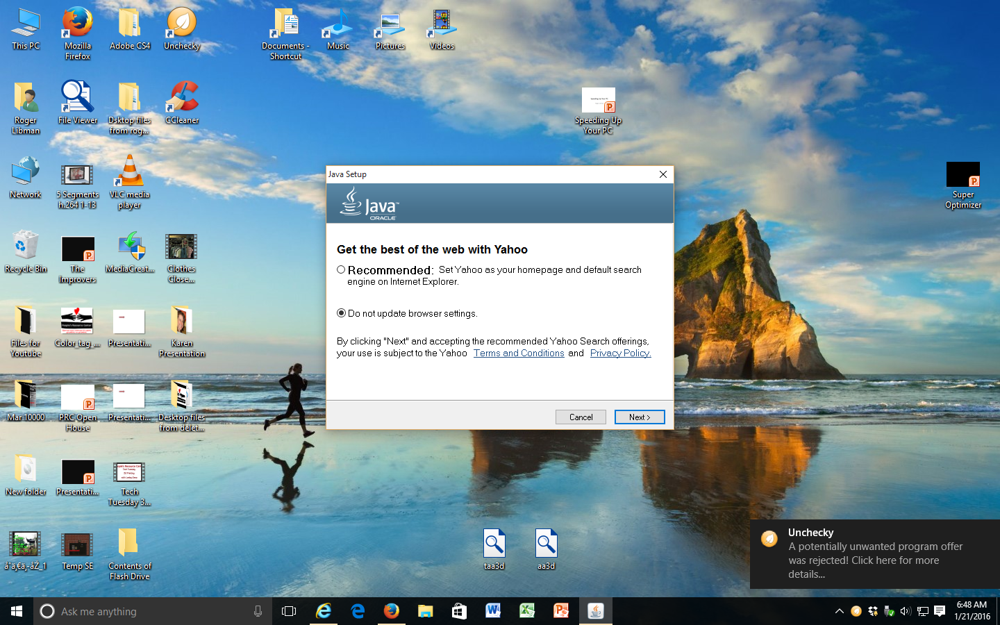 This PC
Mozilla
Firefox
Adobe CS4
Unchecky
Documents -
Shortcut
Music
Pictures
Videos
Roger
Libman
File Viewer
Dsktop files
from rog...
CCleaner
Speeding Up
Your PC
Network
5 Segments
h.264 1-13
VLC media
player
Super
Optimizer
Recycle Bin
The
Improvers
MediaCreat...
Clothes
Close...
Files for
Youtube
Color_tag_...
Presentati...
Karen
Presentation
Mar 10000
PRC Open
House
Presentati...
Desktop files
from delet...
New folder
Presentati...
Tech
Tuesday 3...
Temp SE
Contents of
Flash Drive
taa3d
aa3d
Java Setup
Java™
ORACLE
Get the best of the web with Yahoo
Recommended: Set Yahoo as your homepage and default search
engine on Internet Explorer.
Do not update browser settings.
By clicking "Next" and accepting the recommended Yahoo Search offerings,
your use is subject to the Yahoo Terms and Conditions and Privacy Policy.
Cancel
Next >
Unchecky
A potentially unwanted program offer
was rejected! Click here for more
details...
Ask me anything
6:48 AM
1/21/2016